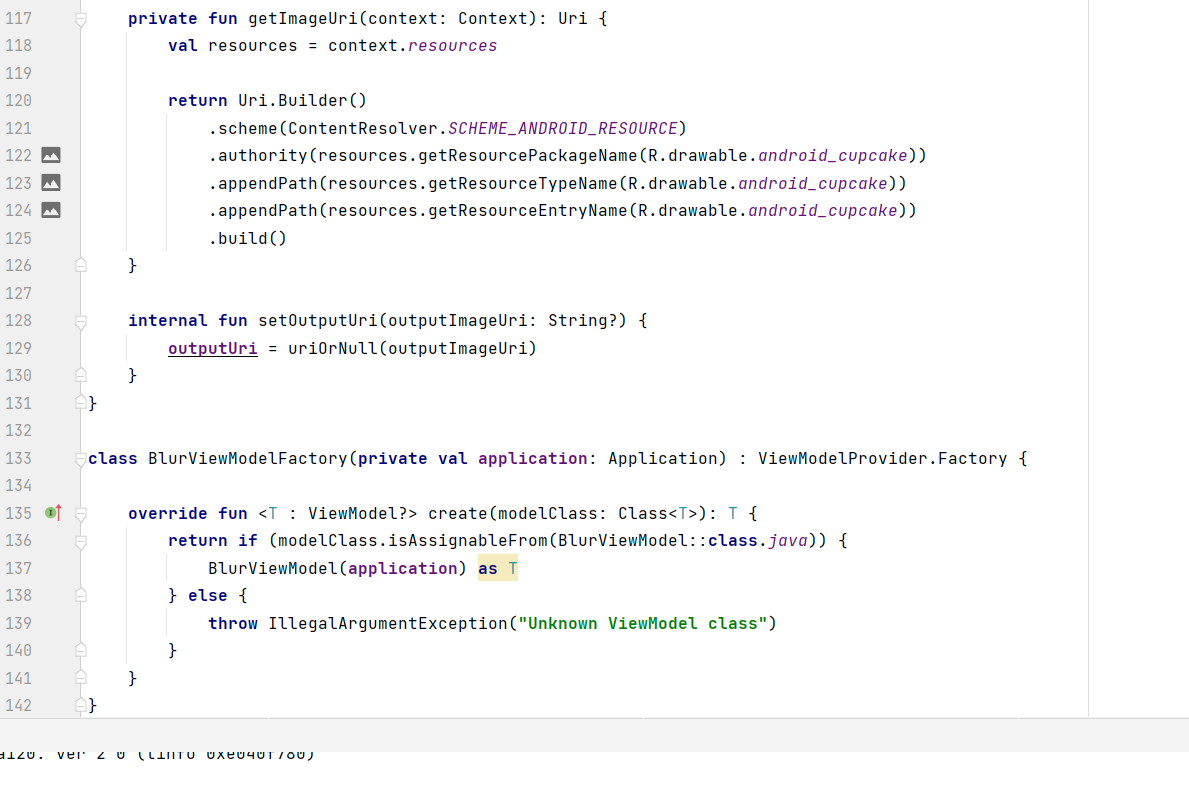 117 private fun getImageUri(context: Context): Uri {
118 val resources = context.resources
119
120 return Uri.Builder()
121 .scheme(ContentResolver.SCHEME_ANDROID_RESOURCE)
122 .authority(resources.getResourcePackageName(R.drawable.android_cupcake))
123 .appendPath(resources.getResourceTypeName(R.drawable.android_cupcake))
124 .appendPath(resources.getResourceEntryName(R.drawable.android_cupcake))
125 .build()
126 }
127
128 internal fun setOutputUri(outputImageUri: String?) {
129 outputUri = uriOrNull(outputImageUri)
130 }
131 }
132
133 class BlurViewModelFactory(private val application: Application) : ViewModelProvider.Factory {
134
135 override fun <T : ViewModel?> create(modelClass: Class<T>): T {
136 return if (modelClass.isAssignableFrom(BlurViewModel::class.java)) {
137 BlurViewModel(application) as T
138 } else {
139 throw IllegalArgumentException("Unknown ViewModel class")
140 }
141 }
142 }
ver 2 0 (tinfo 0xe040f780)